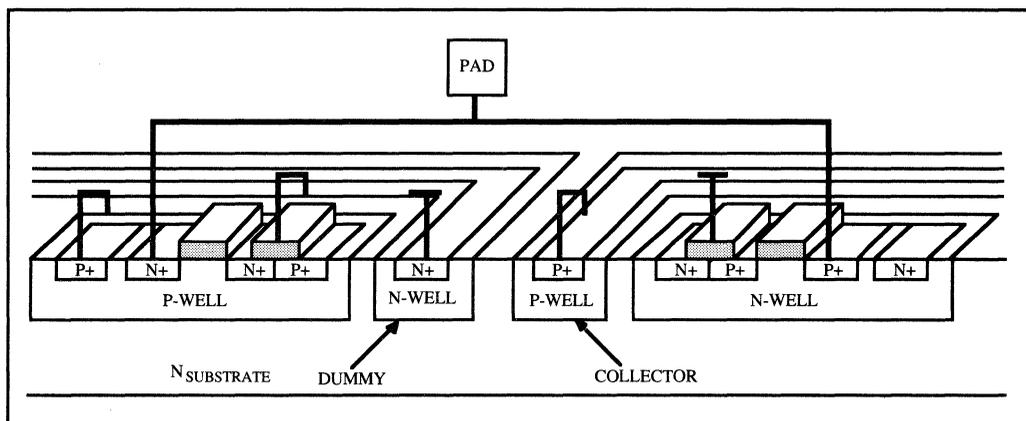 PAD
P+ N+ N+ P+ N+ P+ N+ P+ P+ N+
P-WELL N-WELL P-WELL N-WELL
NSUBSTRATE DUMMY COLLECTOR